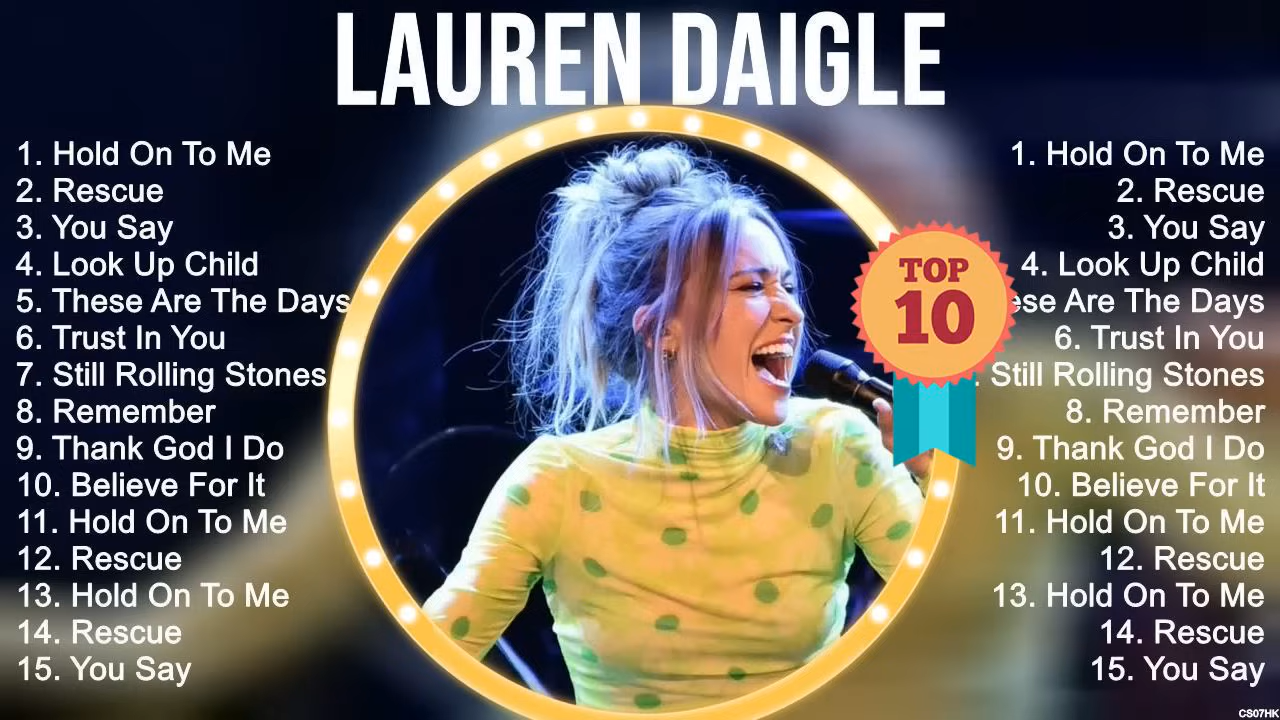 LAUREN DAIGLE
1. Hold On To Me
2. Rescue
3. You Say
4. Look Up Child
5. These Are The Days
6. Trust In You
7. Still Rolling Stones
8. Remember
9. Thank God I Do
10. Believe For It
11. Hold On To Me
12. Rescue
13. Hold On To Me
14. Rescue
15. You Say
TOP
10
1. Hold On To Me
2. Rescue
3. You Say
4. Look Up Child
ese Are The Days
6. Trust In You
. Still Rolling Stones
8. Remember
9. Thank God I Do
10. Believe For It
11. Hold On To Me
12. Rescue
13. Hold On To Me
14. Rescue
15. You Say
CS07HK